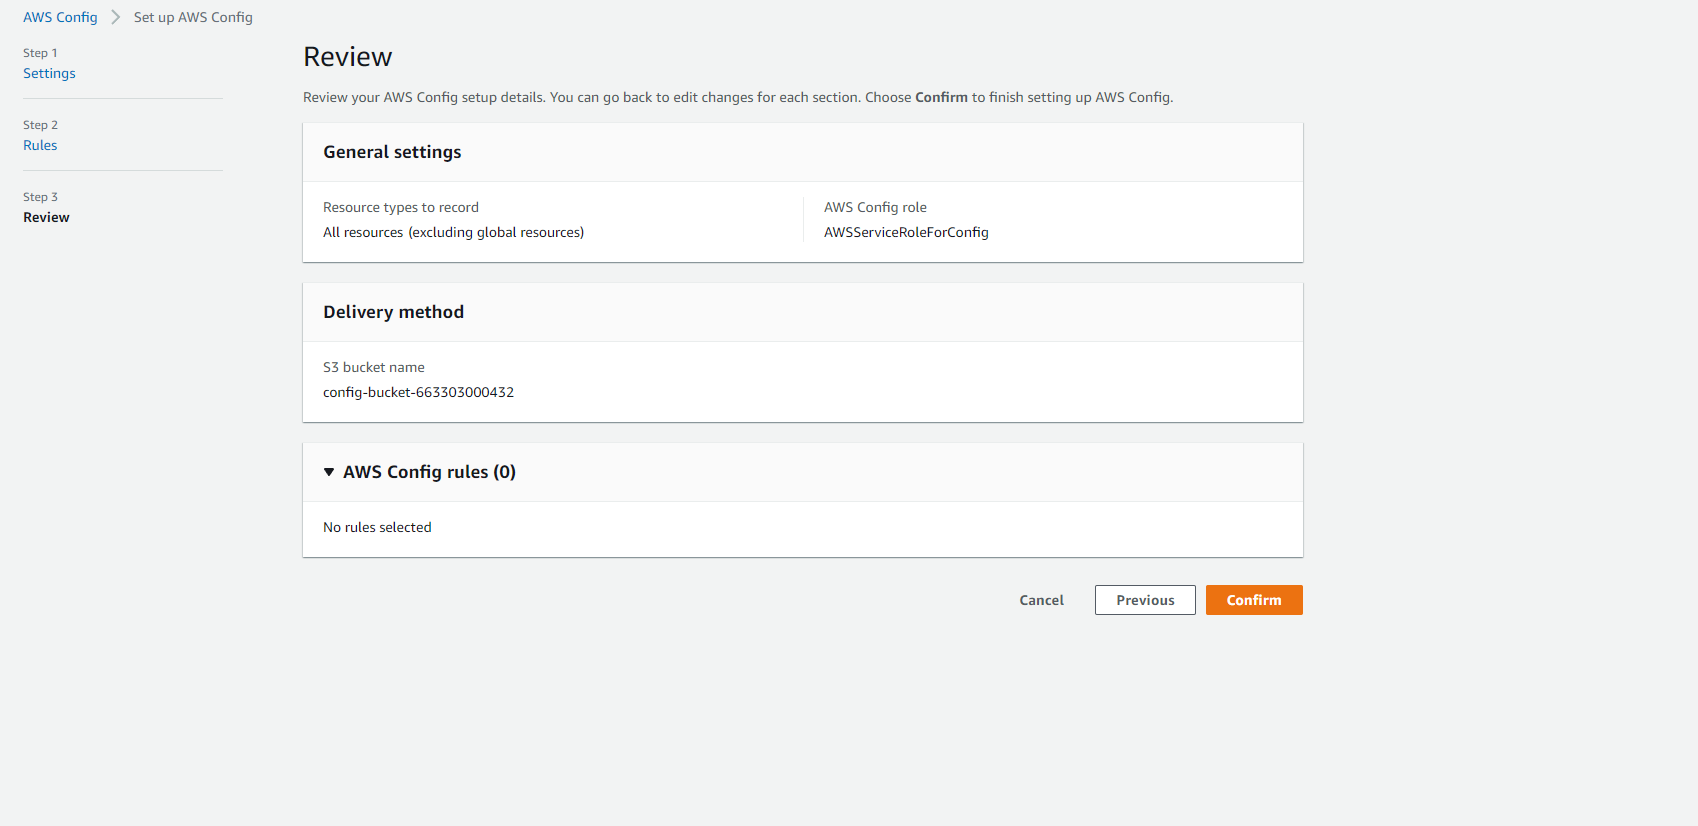 AWS Config > Set up AWS Config
Step 1
Settings
Step 2
Rules
Step 3
Review
Review
Review your AWS Config setup details. You can go back to edit changes for each section. Choose Confirm to finish setting up AWS Config.
General settings
Resource types to record
All resources (excluding global resources)
AWS Config role
AWSServiceRoleForConfig
Delivery method
S3 bucket name
config-bucket-663303000432
AWS Config rules (0)
No rules selected
Cancel Previous Confirm